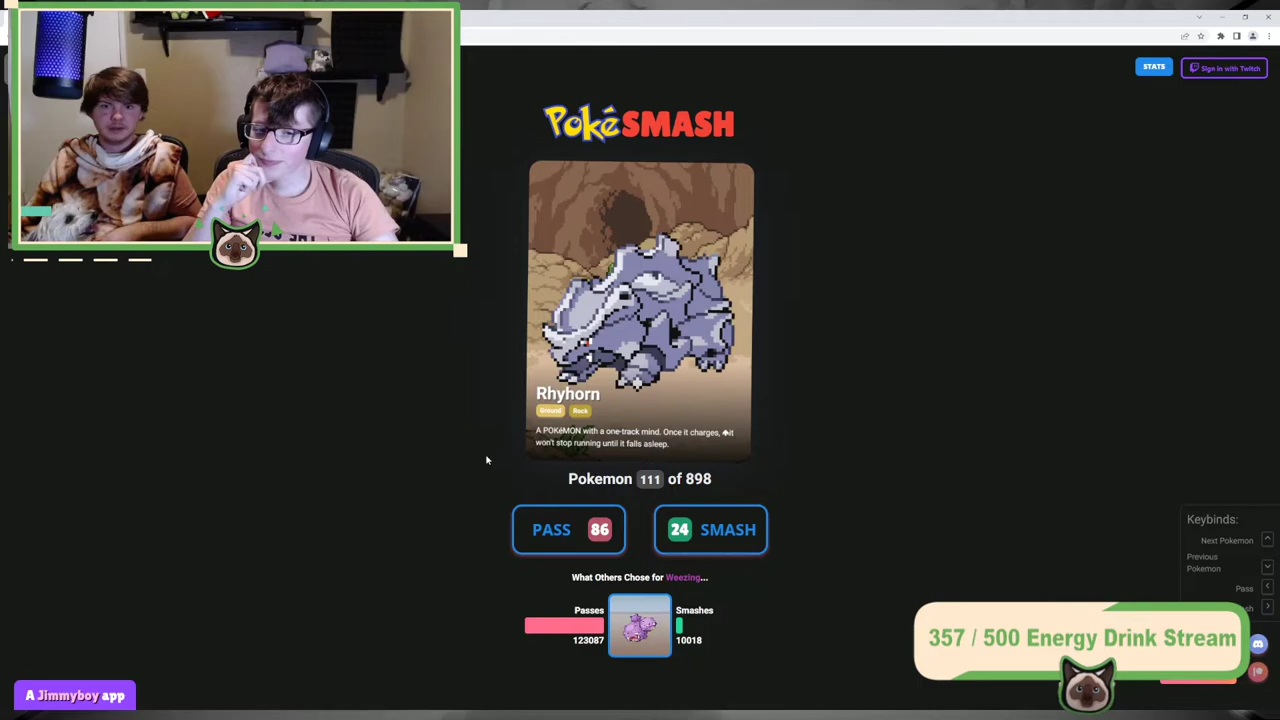 STATS
Sign in with Twitch
PokéSMASH
Rhyhorn
Ground Rock
A POKéMON with a one-track mind. Once it charges, it
won't stop running until it falls asleep.
Pokemon 111 of 898
PASS 86
24 SMASH
What Others Chose for Weezing...
Passes
123087
Smashes
10018
Keybinds:
Next Pokemon
Previous
Pokemon
Pass
357 / 500 Energy Drink Stream
A Jimmyboy app